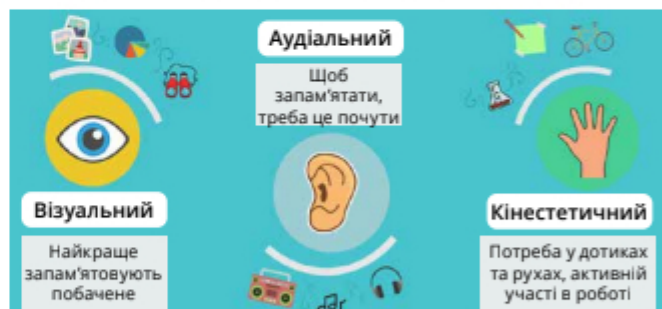 Візуальний
Найкраще
запам'ятовують
побачене
Аудіальний
Щоб
запам'ятати,
треба це почути
Кінестетичний
Потреба у дотиках
та рухах, активній
участі в роботі